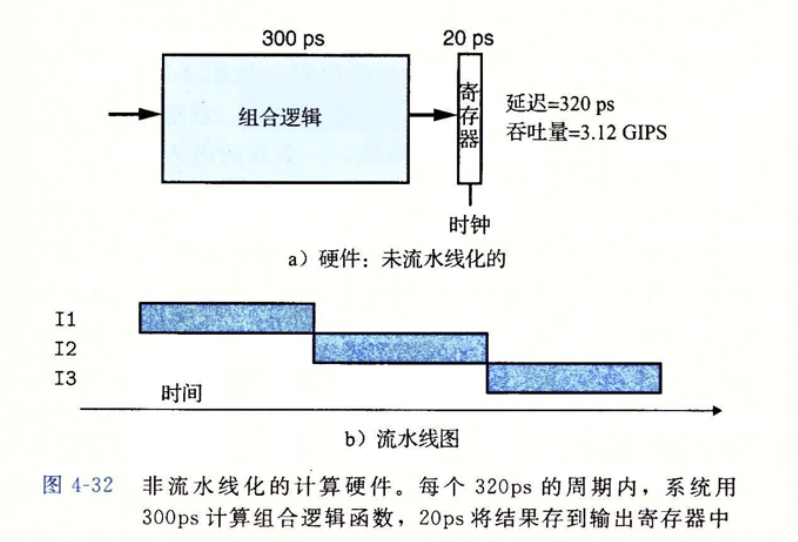 300 ps 20 ps
组合逻辑
寄存器
延迟=320 ps
吞吐量=3.12 GIPS
时钟
a）硬件：未流水线化的
I1
I2
I3
时间
b）流水线图
图 4-32 非流水线化的计算硬件。每个 320ps 的周期内，系统用
300ps 计算组合逻辑函数，20ps 将结果存到输出寄存器中